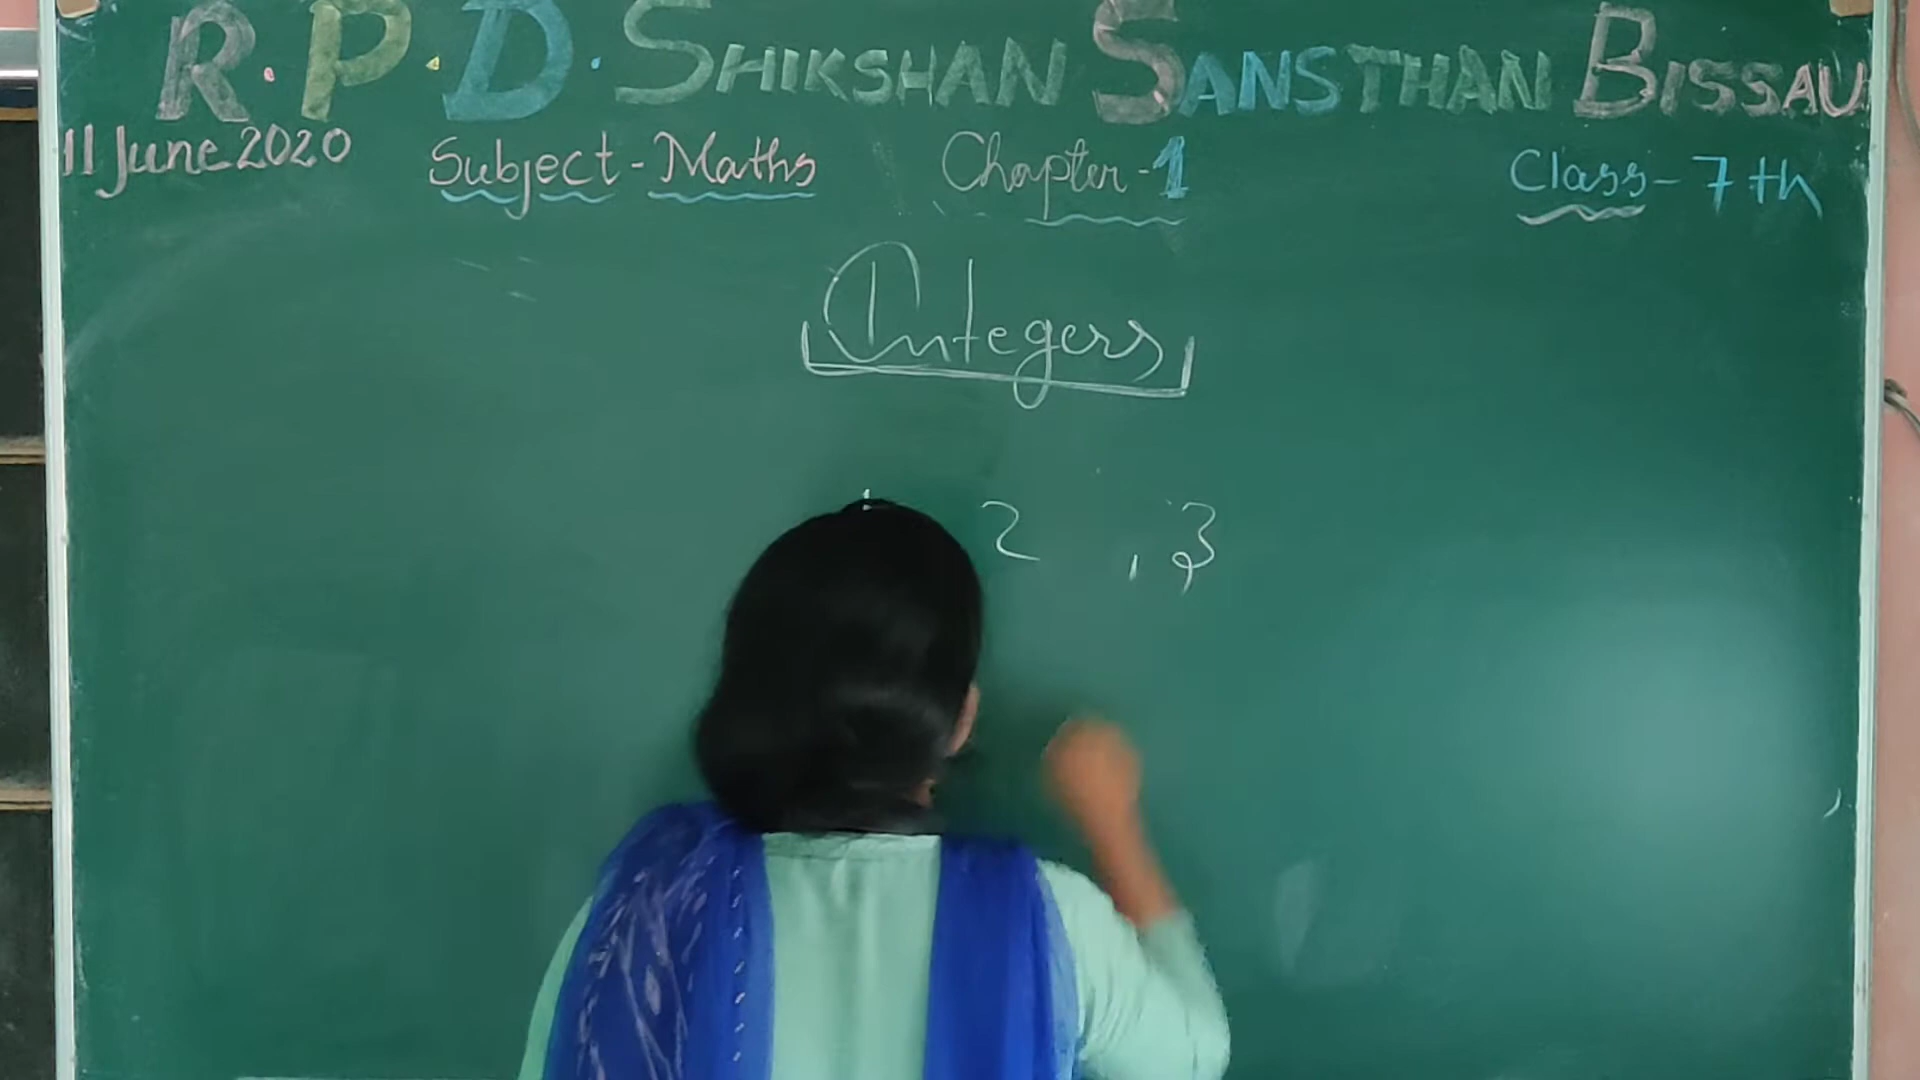 R.P.D. SHIKSHAN SANSTHAN BISSAU
11 June 2020 Subject - Maths Chapter - 1 Class - 7th
Integers
2 , 3